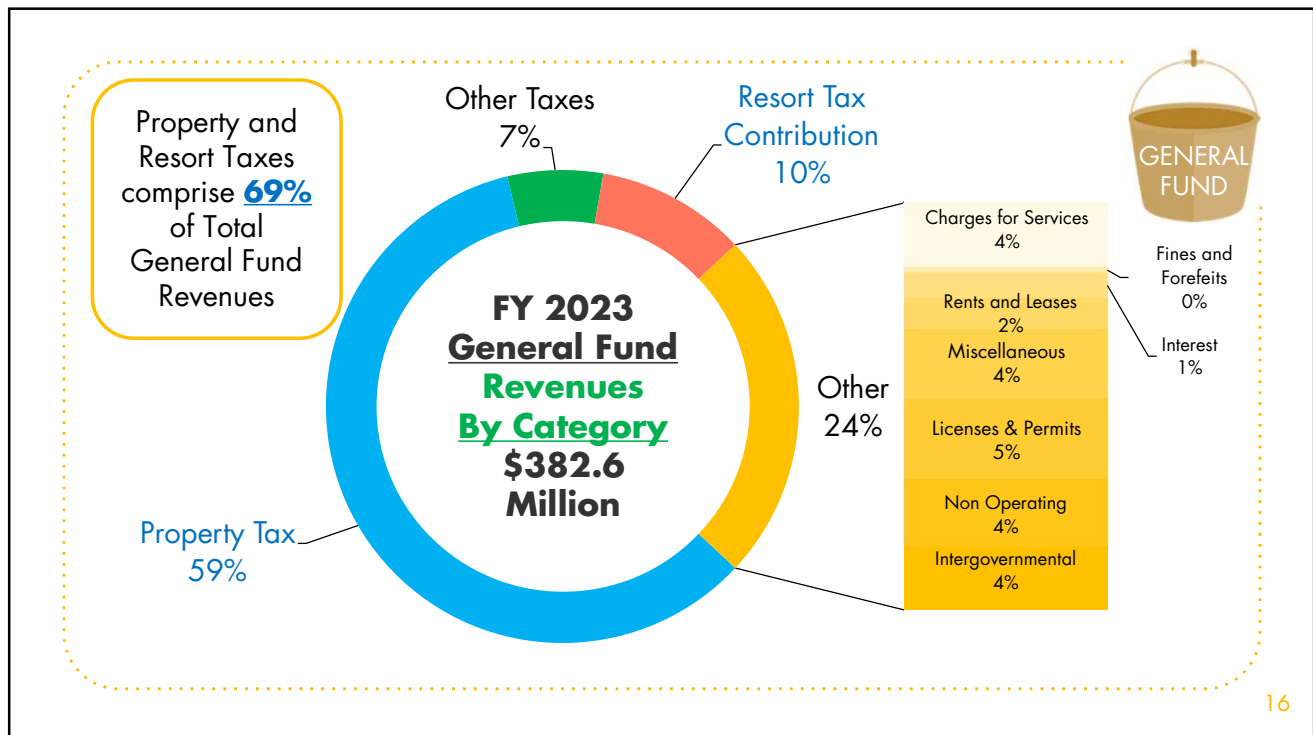 Property and
Resort Taxes
comprise 69%
of Total
General Fund
Revenues
Other Taxes
7%
Resort Tax
Contribution
10%
GENERAL
FUND
FY 2023
General Fund
Revenues
By Category
$382.6
Million
Property Tax
59%
Other
24%
Charges for Services
4%
Fines and
Forefeits
0%
Interest
1%
Rents and Leases
2%
Miscellaneous
4%
Licenses & Permits
5%
Non Operating
4%
Intergovernmental
4%
16